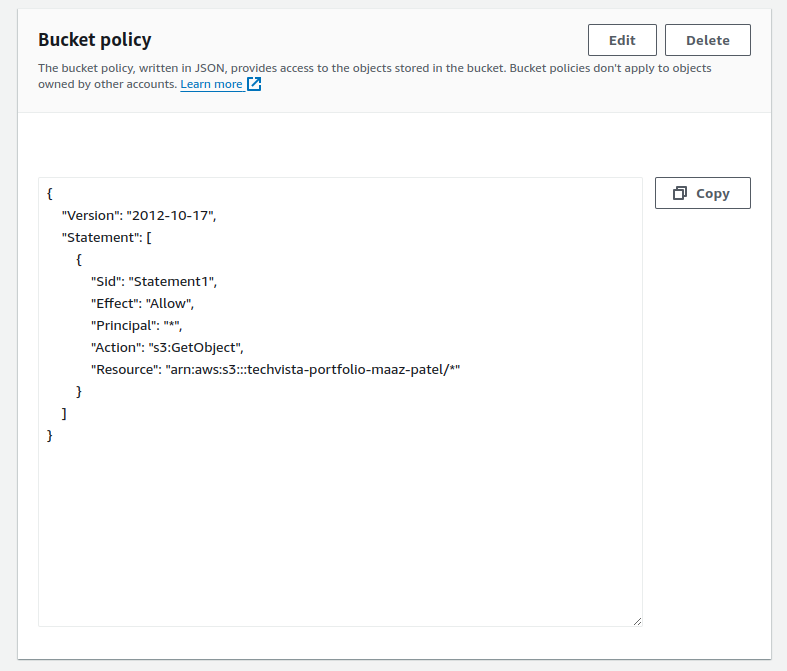 Bucket policy
Edit
Delete
The bucket policy, written in JSON, provides access to the objects stored in the bucket. Bucket policies don't apply to objects
owned by other accounts. Learn more
Copy
{
"Version": "2012-10-17",
"Statement": [
{
"Sid": "Statement1",
"Effect": "Allow",
"Principal": "*",
"Action": "s3:GetObject",
"Resource": "arn:aws:s3:::techvista-portfolio-maaz-patel/*"
}
]
}